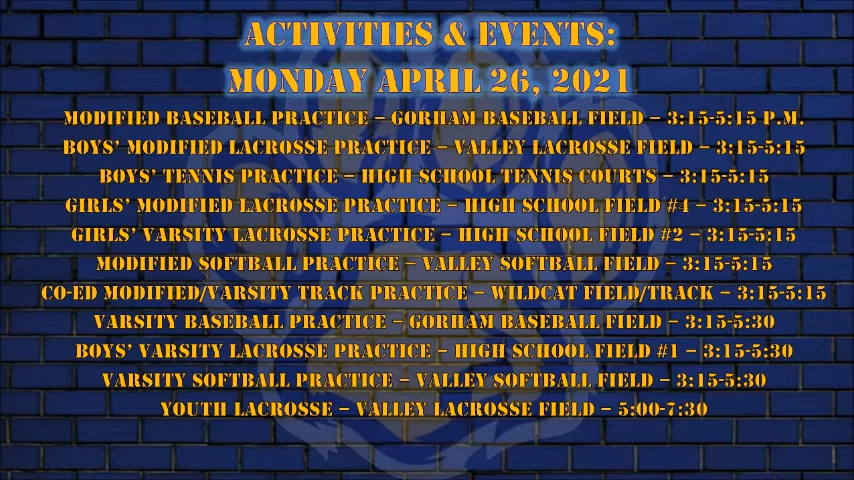 ACTIVITIES & EVENTS:
MONDAY APRIL 26, 2021
MODIFIED BASEBALL PRACTICE – GORHAM BASEBALL FIELD – 3:15-5:15 P.M.
BOYS' MODIFIED LACROSSE PRACTICE – VALLEY LACROSSE FIELD – 3:15-5:15
BOYS' TENNIS PRACTICE – HIGH SCHOOL TENNIS COURTS – 3:15-5:15
GIRLS' MODIFIED LACROSSE PRACTICE – HIGH SCHOOL FIELD #4 – 3:15-5:15
GIRLS' VARSITY LACROSSE PRACTICE – HIGH SCHOOL FIELD #2 – 3:15-5:15
MODIFIED SOFTBALL PRACTICE – VALLEY SOFTBALL FIELD – 3:15-5:15
CO-ED MODIFIED/VARSITY TRACK PRACTICE – WILDCAT FIELD/TRACK – 3:15-5:15
VARSITY BASEBALL PRACTICE – GORHAM BASEBALL FIELD – 3:15-5:30
BOYS' VARSITY LACROSSE PRACTICE – HIGH SCHOOL FIELD #1 – 3:15-5:30
VARSITY SOFTBALL PRACTICE – VALLEY SOFTBALL FIELD – 3:15-5:30
YOUTH LACROSSE – VALLEY LACROSSE FIELD – 5:00-7:30